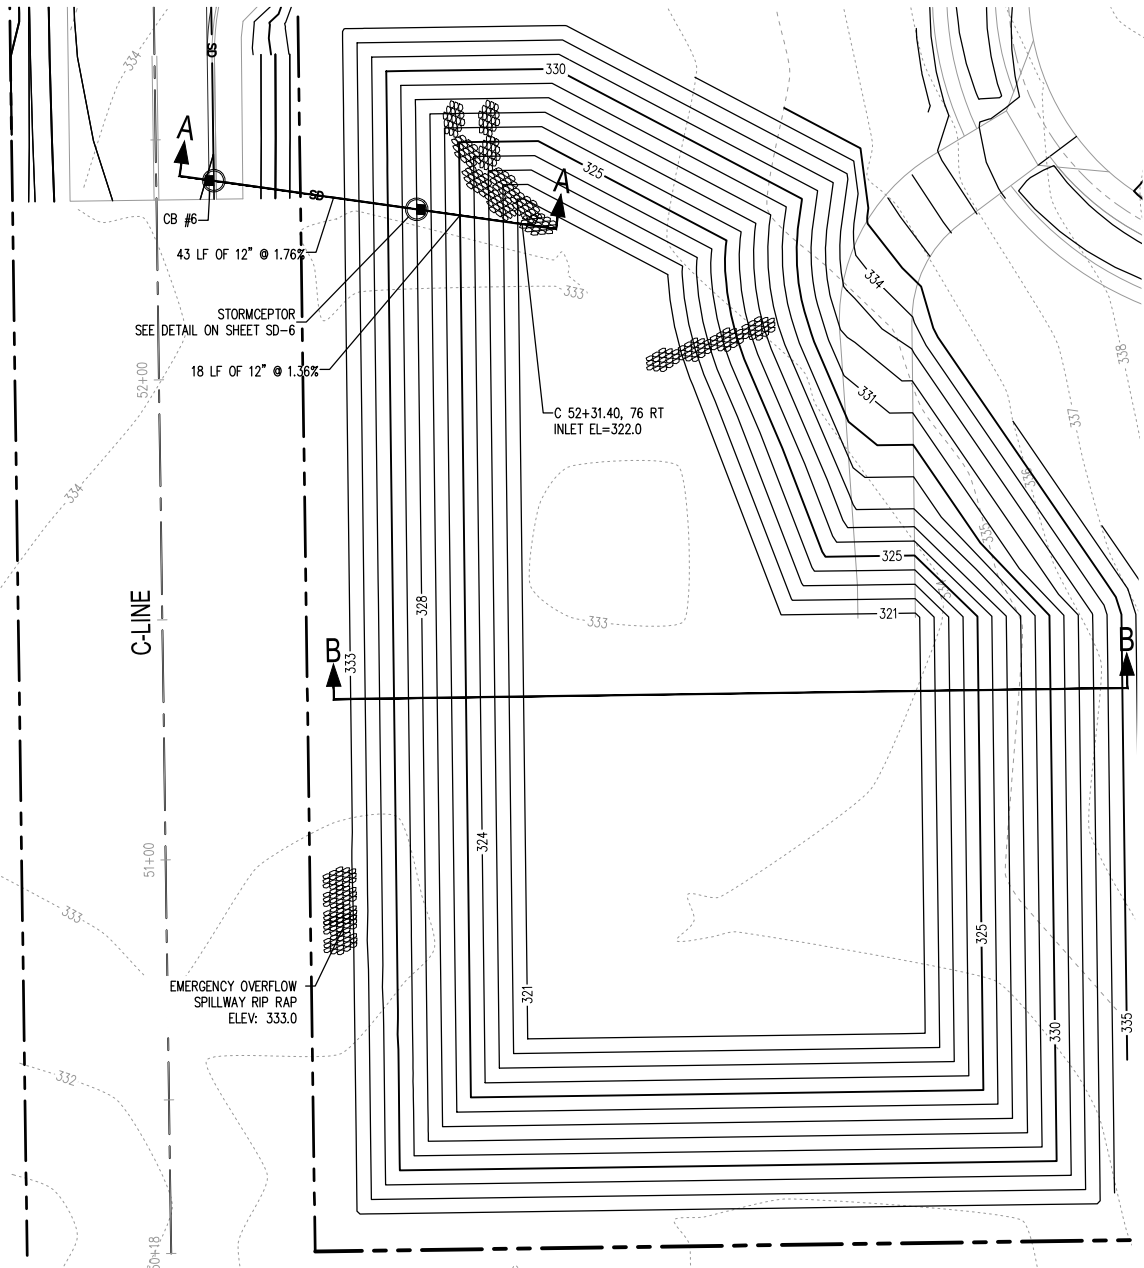 334
SD
330
A
325
A
SD
CB #6
43 LF OF 12" @ 1.76%
333
334
STORMCEPTOR
SEE DETAIL ON SHEET SD-6
338
18 LF OF 12" @ 1.36%
52+00
331
C 52+31.40, 76 RT
INLET EL=322.0
337
334
336
335
325
334
328
333
321
C-LINE
B
333
B
324
51+00
333
325
EMERGENCY OVERFLOW
SPILLWAY RIP RAP
ELEV: 333.0
321
335
330
332
50+18